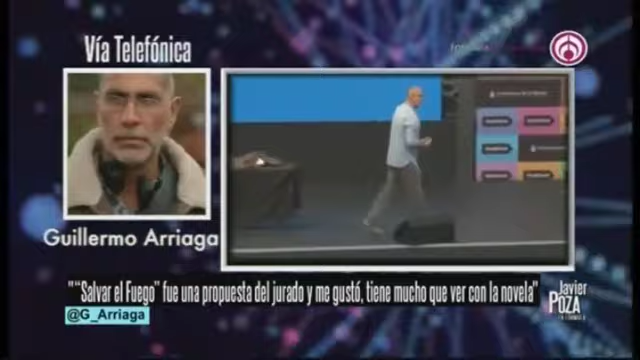 Vía Telefónica
Guillermo Arriaga
"“Salvar el Fuego” fue una propuesta del jurado y me gustó, tiene mucho que ver con la novela"
@G_Arriaga
Javier
POZA